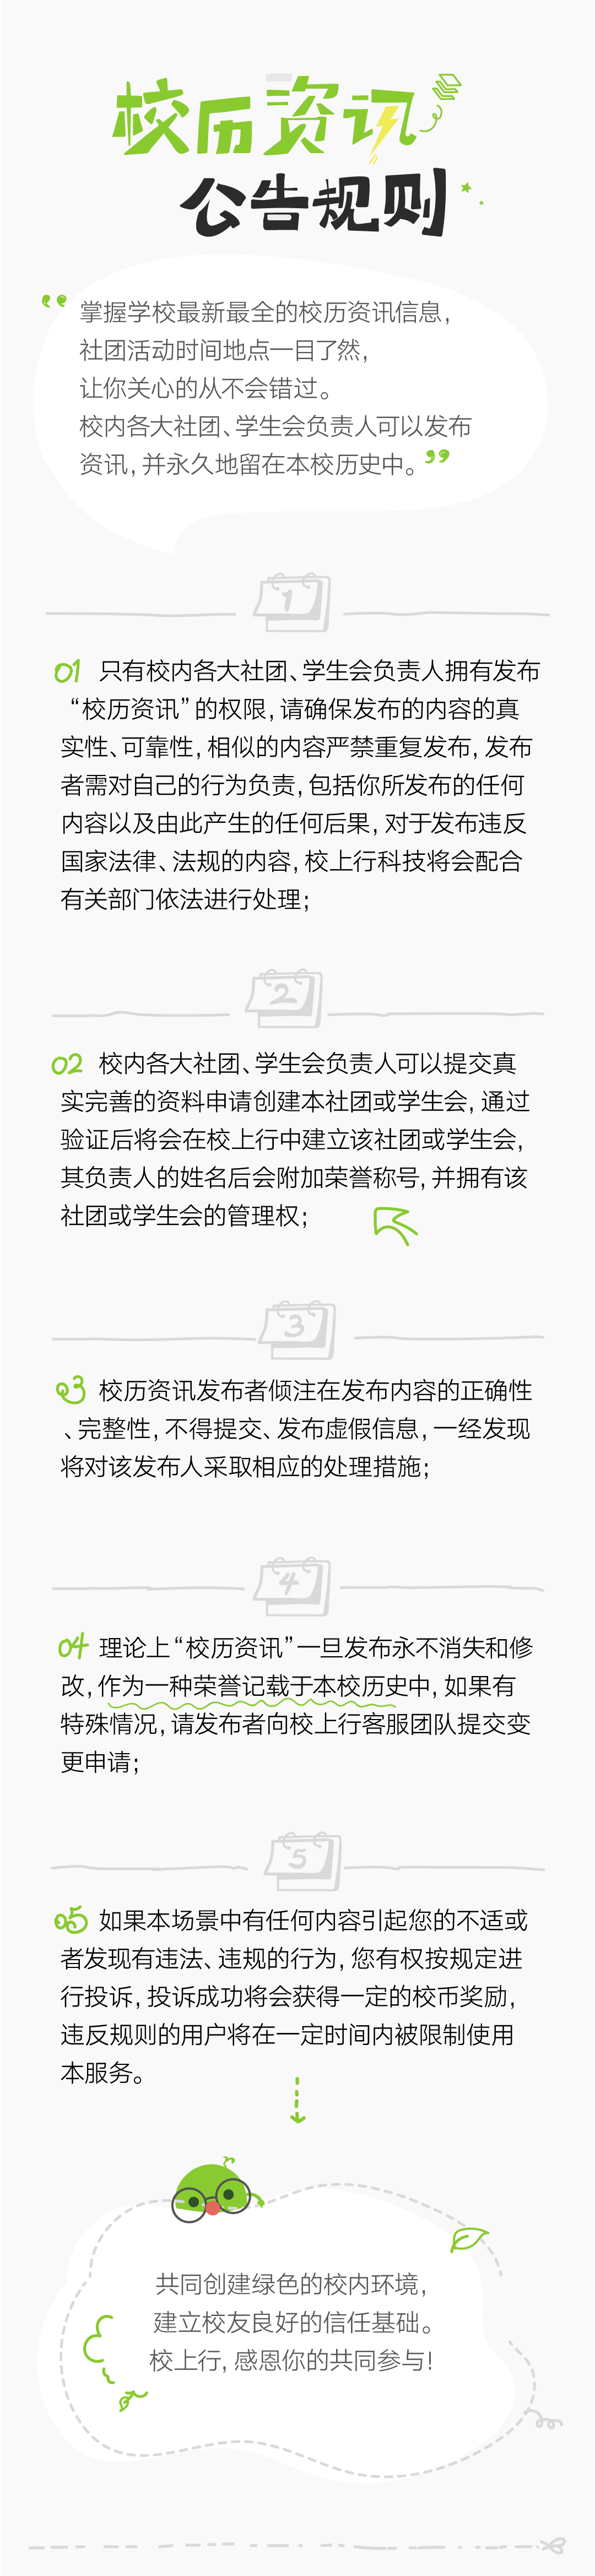 校历资讯
公告规则
“掌握学校最新最全的校历资讯信息,
社团活动时间地点一目了然,
让你关心的从不会错过。
校内各大社团、学生会负责人可以发布
资讯,并永久地留在本校历史中。”
1
01 只有校内各大社团、学生会负责人拥有发布
“校历资讯”的权限,请确保发布的内容的真
实性、可靠性,相似的内容严禁重复发布,发布
者需对自己的行为负责,包括你所发布的任何
内容以及由此产生的任何后果,对于发布违反
国家法律、法规的内容,校上行科技将会配合
有关部门依法进行处理;
2
02 校内各大社团、学生会负责人可以提交真
实完善的资料申请创建本社团或学生会,通过
验证后将会在校上行中建立该社团或学生会,
其负责人的姓名后会附加荣誉称号,并拥有该
社团或学生会的管理权;
3
03 校历资讯发布者倾注在发布内容的正确性
、完整性,不得提交、发布虚假信息,一经发现
将对该发布人采取相应的处理措施;
4
04 理论上“校历资讯”一旦发布永不消失和修
改,作为一种荣誉记载于本校历史中,如果有
特殊情况,请发布者向校上行客服团队提交变
更申请;
5
05 如果本场景中有任何内容引起您的不适或
者发现有违法、违规的行为,您有权按规定进
行投诉,投诉成功将会获得一定的校币奖励,
违反规则的用户将在一定时间内被限制使用
本服务。
共同创建绿色的校内环境,
建立校友良好的信任基础。
校上行,感恩你的共同参与!